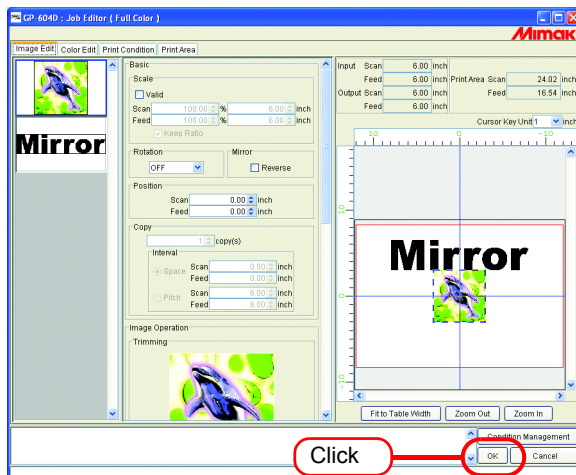 GP-604D : Job Editor ( Full Color )
Mimaki
Image Edit Color Edit Print Condition Print Area
Mirror
Basic
Scale
Valid
Scan 100.00 % 6.00 inch
Feed 100.00 % 6.00 inch
Keep Ratio
Rotation
OFF
Mirror
Reverse
Position
Scan 0.00 inch
Feed 0.00 inch
Copy
1 copy(s)
Interval
Space Scan 0.00 inch
Feed 0.00 inch
Pitch Scan 6.00 inch
Feed 6.00 inch
Image Operation
Trimming
Input Scan 6.00 inch
Feed 6.00 inch
Output Scan 6.00 inch
Feed 6.00 inch
Print Area Scan 24.02 inch
Feed 16.54 inch
Cursor Key Unit 1 inch
10 0 -10
10
0
-10
Mirror
Fit to Table Width Zoom Out Zoom In
Condition Management
Click
OK Cancel